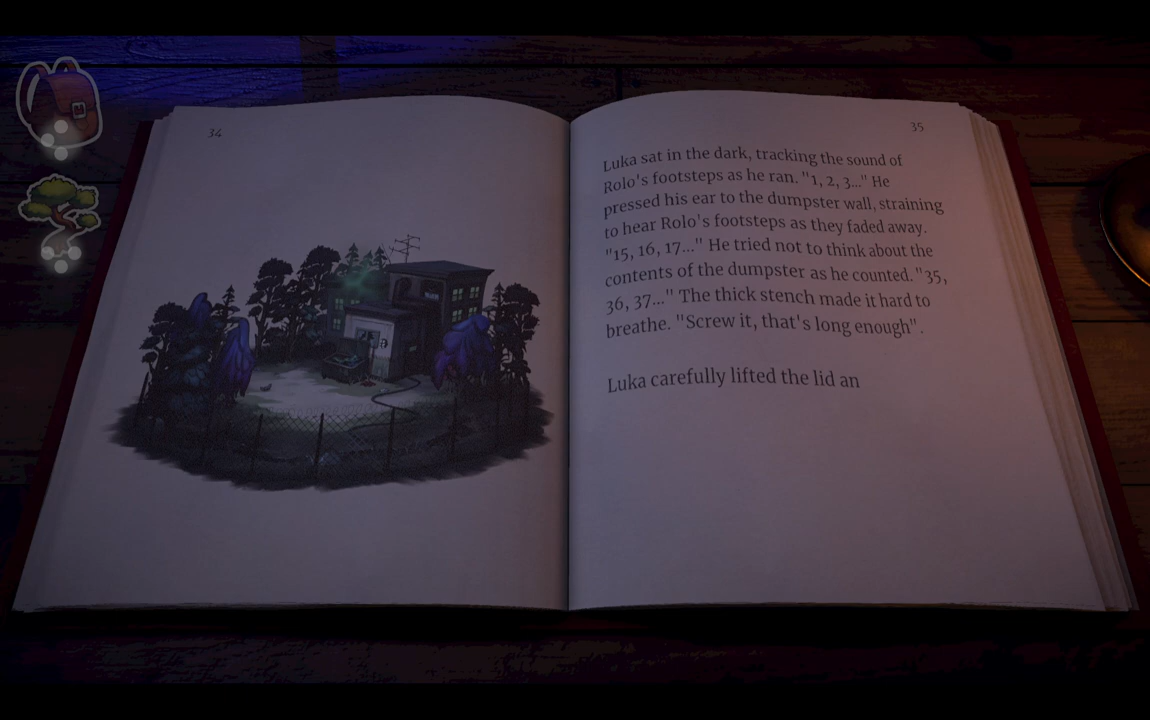 34
35
Luka sat in the dark, tracking the sound of
Rolo's footsteps as he ran. "1, 2, 3..." He
pressed his ear to the dumpster wall, straining
to hear Rolo's footsteps as they faded away.
"15, 16, 17..." He tried not to think about the
contents of the dumpster as he counted. "35,
36, 37..." The thick stench made it hard to
breathe. "Screw it, that's long enough" .
Luka carefully lifted the lid an